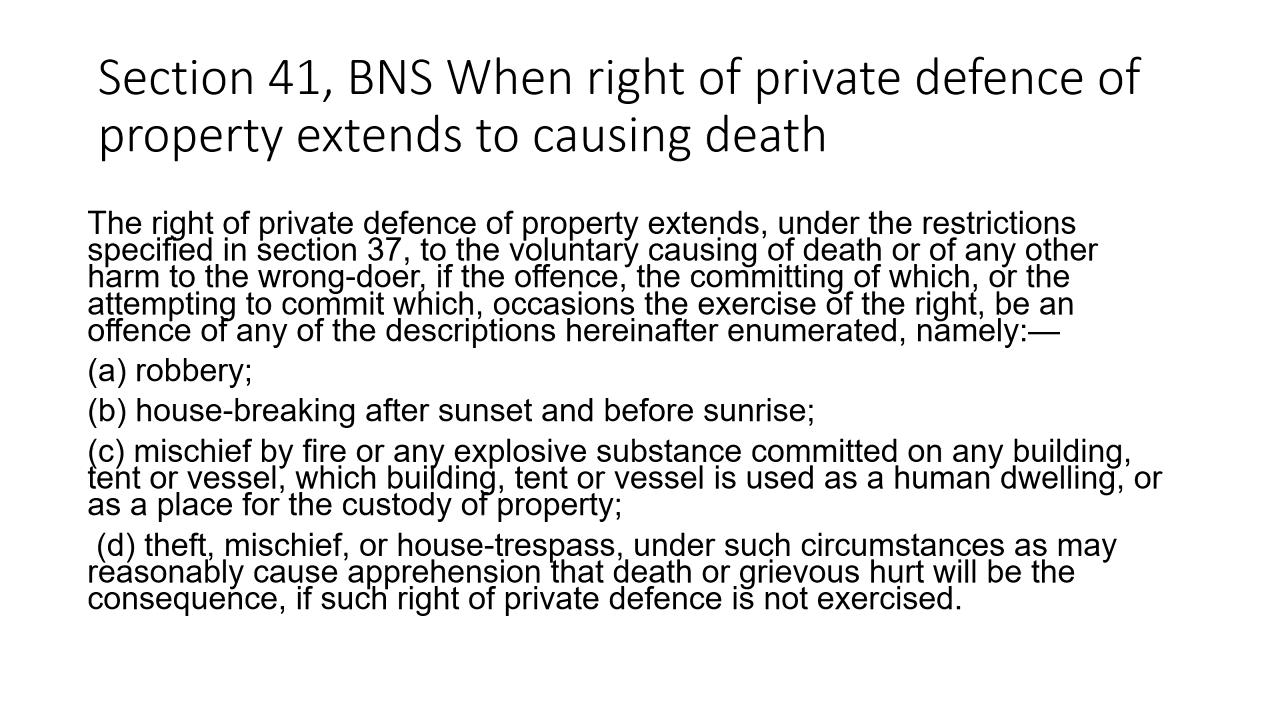 Section 41, BNS When right of private defence of
property extends to causing death
The right of private defence of property extends, under the restrictions
specified in section 37, to the voluntary causing of death or of any other
harm to the wrong-doer, if the offence, the committing of which, or the
attempting to commit which, occasions the exercise of the right, be an
offence of any of the descriptions hereinafter enumerated, namely:—
(a) robbery;
(b) house-breaking after sunset and before sunrise;
(c) mischief by fire or any explosive substance committed on any building,
tent or vessel, which building, tent or vessel is used as a human dwelling, or
as a place for the custody of property;
(d) theft, mischief, or house-trespass, under such circumstances as may
reasonably cause apprehension that death or grievous hurt will be the
consequence, if such right of private defence is not exercised.